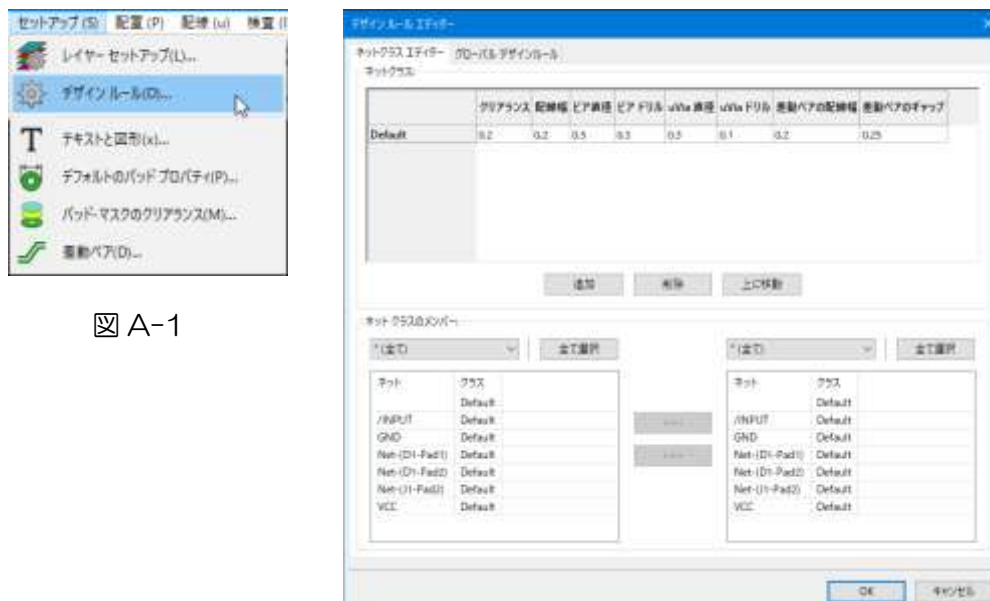 セットアップ(S) 配置(P) 配線(u) 検査(I
レイヤー セットアップ(L)...
デザイン ルール(D)...
テキストと図形(x)...
デフォルトのパッド プロパティ(P)...
パッド-マスクのクリアランス(M)...
差動ペア(D)...
図 A-1
デザイン ルール エディター
ネットクラス エディター グローバル デザインルール
ネットクラス:
クリアランス 配線幅 ビア直径 ビア ドリル uVia 直径 uVia ドリル 差動ペアの配線幅 差動ペアのギャップ
Default 0.2 0.2 0.5 0.3 0.3 0.1 0.2 0.25
追加 削除 上に移動
ネット クラスのメンバー:
* (全て) 全て選択 * (全て) 全て選択
ネット クラス ネット クラス
Default Default
/INPUT Default /INPUT Default
GND Default GND Default
Net-(D1-Pad1) Default Net-(D1-Pad1) Default
Net-(D1-Pad2) Default Net-(D1-Pad2) Default
Net-(J1-Pad2) Default Net-(J1-Pad2) Default
VCC Default VCC Default
OK キャンセル